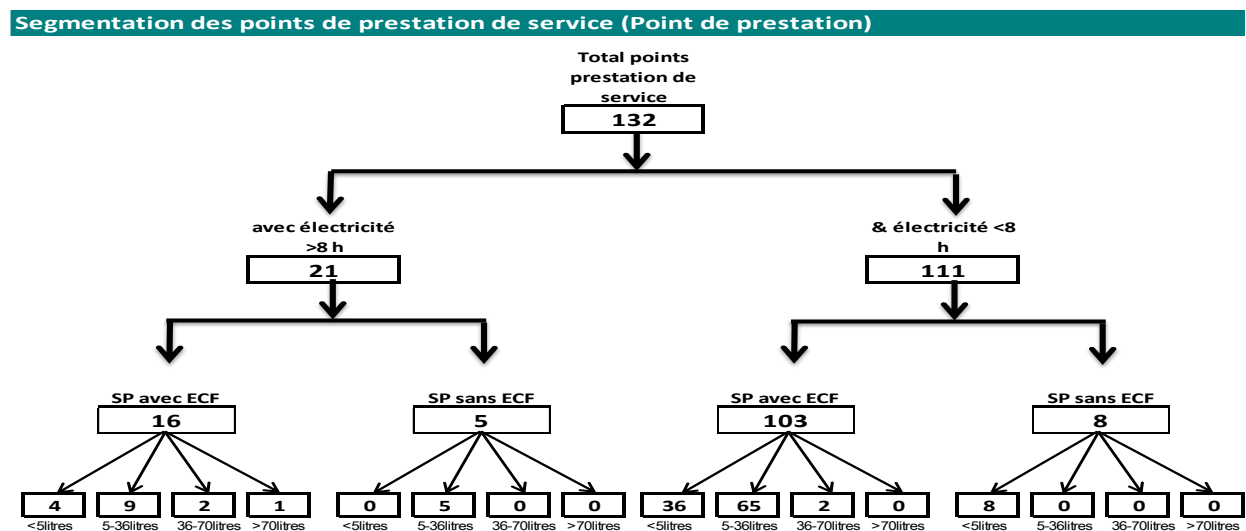 Segmentation des points de prestation de service (Point de prestation)
Total points
prestation de
service
132
avec électricité
>8 h
21
& électricité <8
h
111
SP avec ECF
16
SP sans ECF
5
SP avec ECF
103
SP sans ECF
8
4 9 2 1 0 5 0 0 36 65 2 0 8 0 0 0
<5litres 5-36litres 36-70litres >70litres <5litres 5-36litres 36-70litres >70litres <5litres 5-36litres 36-70litres >70litres <5litres 5-36litres 36-70litres >70litres